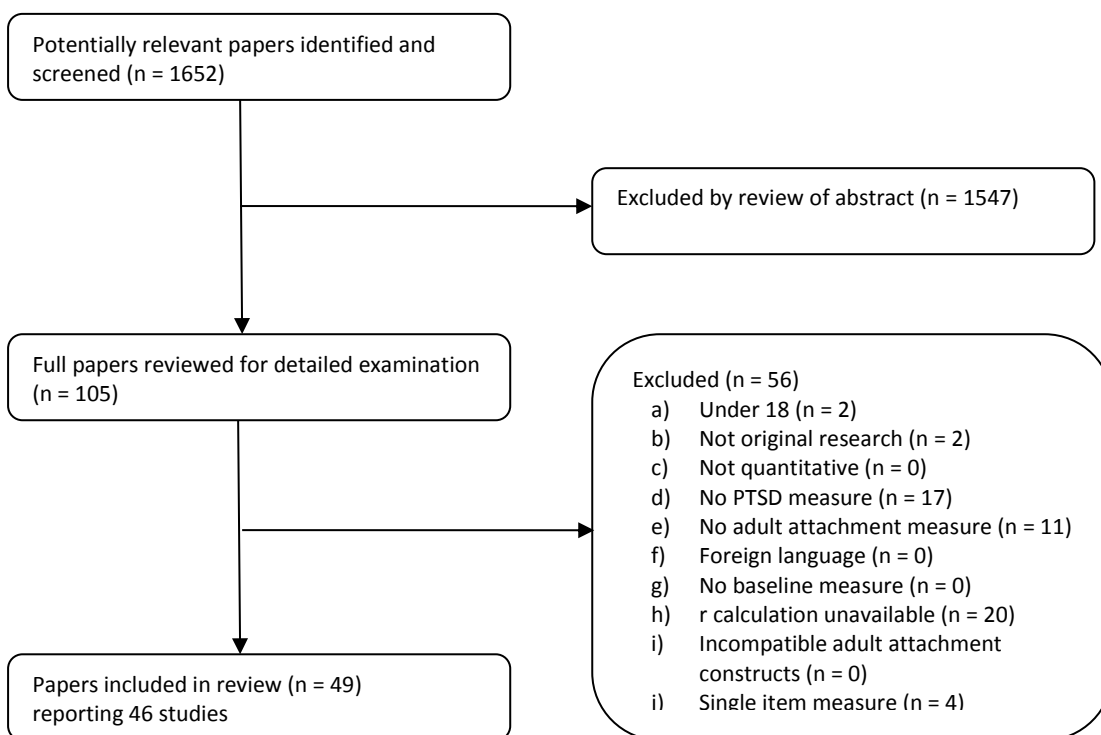 Potentially relevant papers identified and
screened (n = 1652)
Excluded by review of abstract (n = 1547)
Full papers reviewed for detailed examination
(n = 105)
Excluded (n = 56)
a) Under 18 (n = 2)
b) Not original research (n = 2)
c) Not quantitative (n = 0)
d) No PTSD measure (n = 17)
e) No adult attachment measure (n = 11)
f) Foreign language (n = 0)
g) No baseline measure (n = 0)
h) r calculation unavailable (n = 20)
i) Incompatible adult attachment
constructs (n = 0)
j) Single item measure (n = 4)
Papers included in review (n = 49)
reporting 46 studies